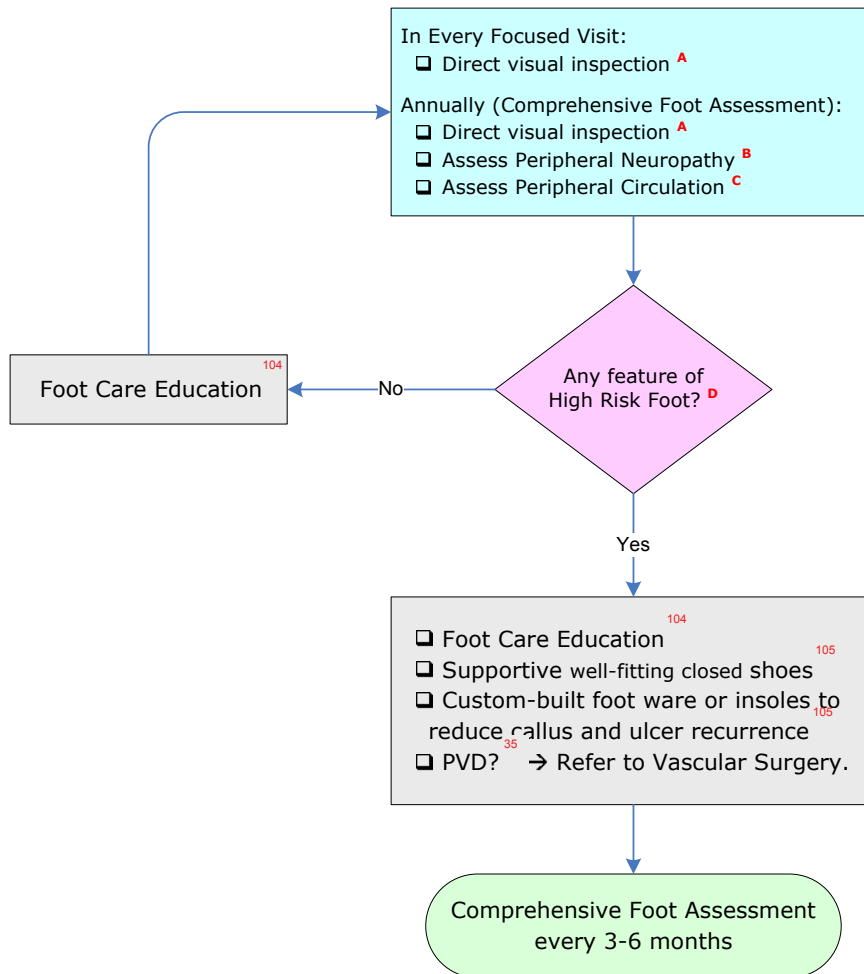 In Every Focused Visit:
❑ Direct visual inspection A
Annually (Comprehensive Foot Assessment):
❑ Direct visual inspection A
❑ Assess Peripheral Neuropathy B
❑ Assess Peripheral Circulation C
Any feature of
High Risk Foot? D
No
Foot Care Education 104
Yes
❑ Foot Care Education 104
❑ Supportive well-fitting closed shoes 105
❑ Custom-built foot ware or insoles to
reduce callus and ulcer recurrence 105
❑ PVD? 35 → Refer to Vascular Surgery.
Comprehensive Foot Assessment
every 3-6 months